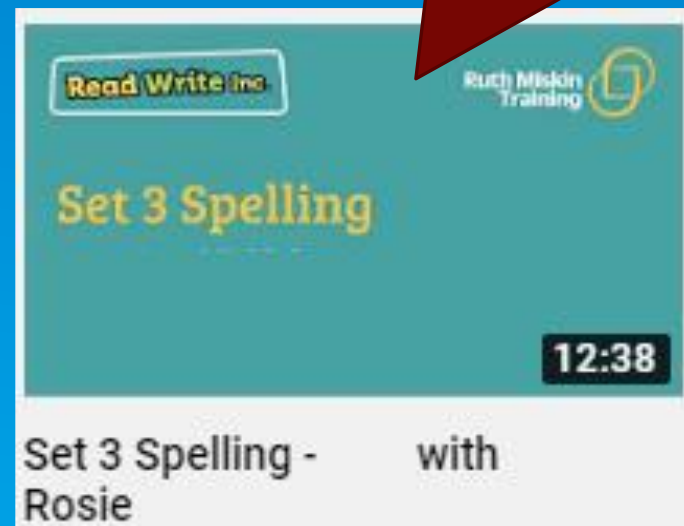 Read Write Inc.
Ruth Miskin
Training
Set 3 Spelling
12:38
Set 3 Spelling - with
Rosie